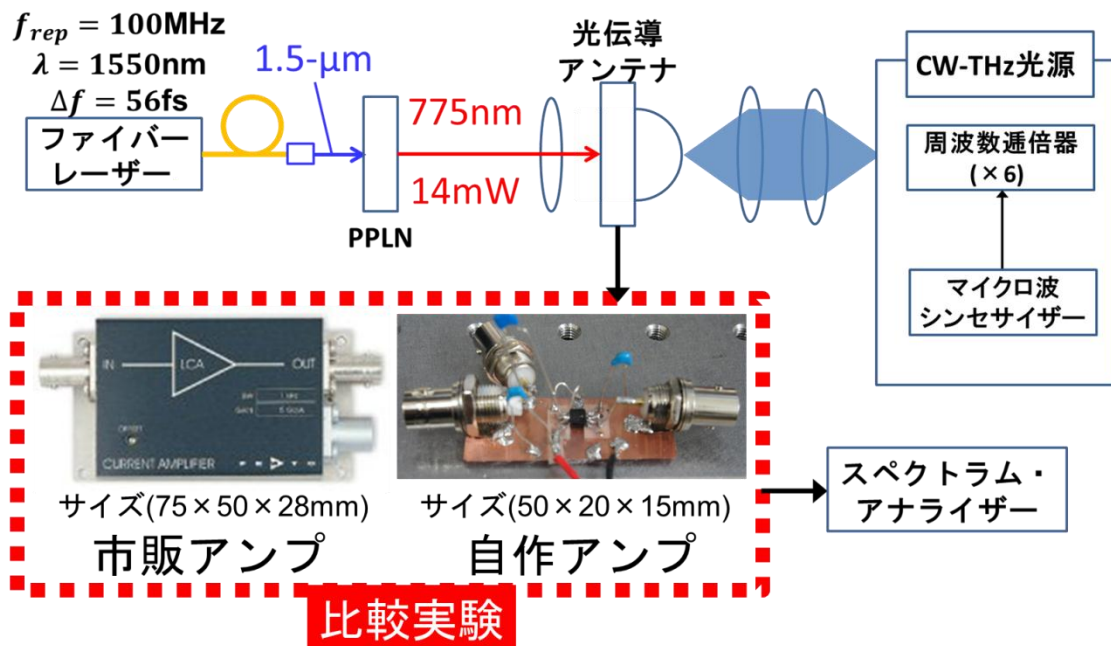 f_rep = 100MHz
λ = 1550nm
Δf = 56fs
ファイバー
レーザー
1.5-μm
775nm
14mW
PPLN
光伝導
アンテナ
CW-THz光源
周波数逓倍器
(×6)
マイクロ波
シンセサイザー
IN
LCA
OUT
OFFSET
CURRENT AMPLIFIER
サイズ(75×50×28mm)
市販アンプ
サイズ(50×20×15mm)
自作アンプ
比較実験
スペクトラム・
アナライザー